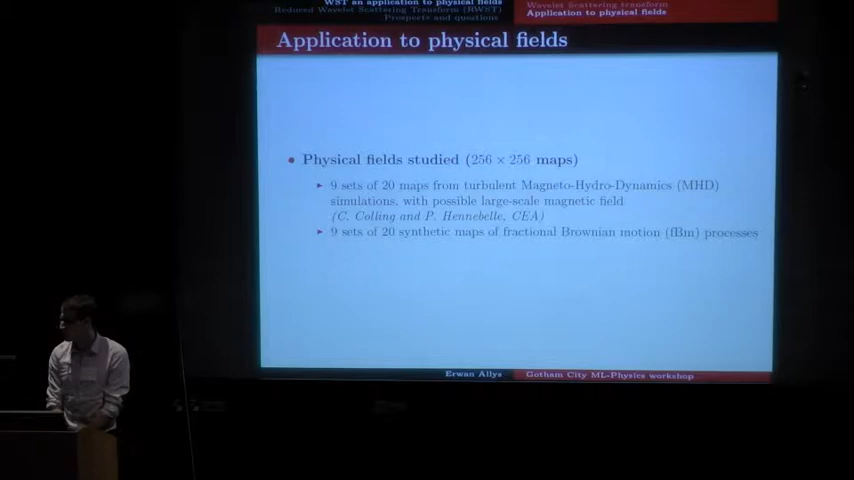 WST an application to physical fields
Reduced Wavelet Scattering Transform (RWST)
Prospects and questions
Wavelet Scattering transform
Application to physical fields
Application to physical fields
Physical fields studied (256 × 256 maps)
9 sets of 20 maps from turbulent Magneto-Hydro-Dynamics (MHD)
simulations, with possible large-scale magnetic field
(C. Colling and P. Hennebelle, CEA)
9 sets of 20 synthetic maps of fractional Brownian motion (fBm) processes
Erwan Allys
Gotham City ML-Physics workshop